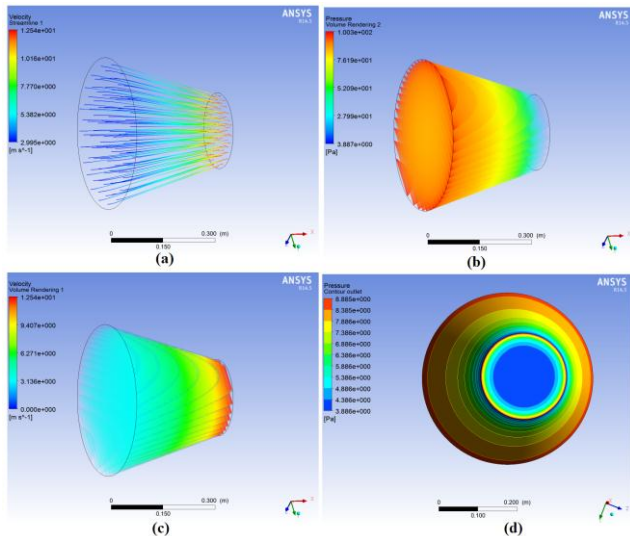 Velocity
Streamline 1
1.254e+001
1.016e+001
7.770e+000
5.382e+000
2.995e+000
[m s^-1]
ANSYS
R14.5
0
0.300 (m)
0.150
(a)
Pressure
Volume Rendering 2
1.003e+002
7.619e+001
5.209e+001
2.799e+001
3.887e+000
[Pa]
ANSYS
R14.5
0
0.300 (m)
0.150
(b)
Velocity
Volume Rendering 1
1.254e+001
9.407e+000
6.271e+000
3.136e+000
0.000e+000
[m s^-1]
ANSYS
R14.5
0
0.300 (m)
0.150
(c)
Pressure
Contour outlet
8.885e+000
8.385e+000
7.886e+000
7.386e+000
6.886e+000
6.386e+000
5.886e+000
5.386e+000
4.886e+000
4.386e+000
3.886e+000
[Pa]
ANSYS
R14.5
0
0.200 (m)
0.100
(d)